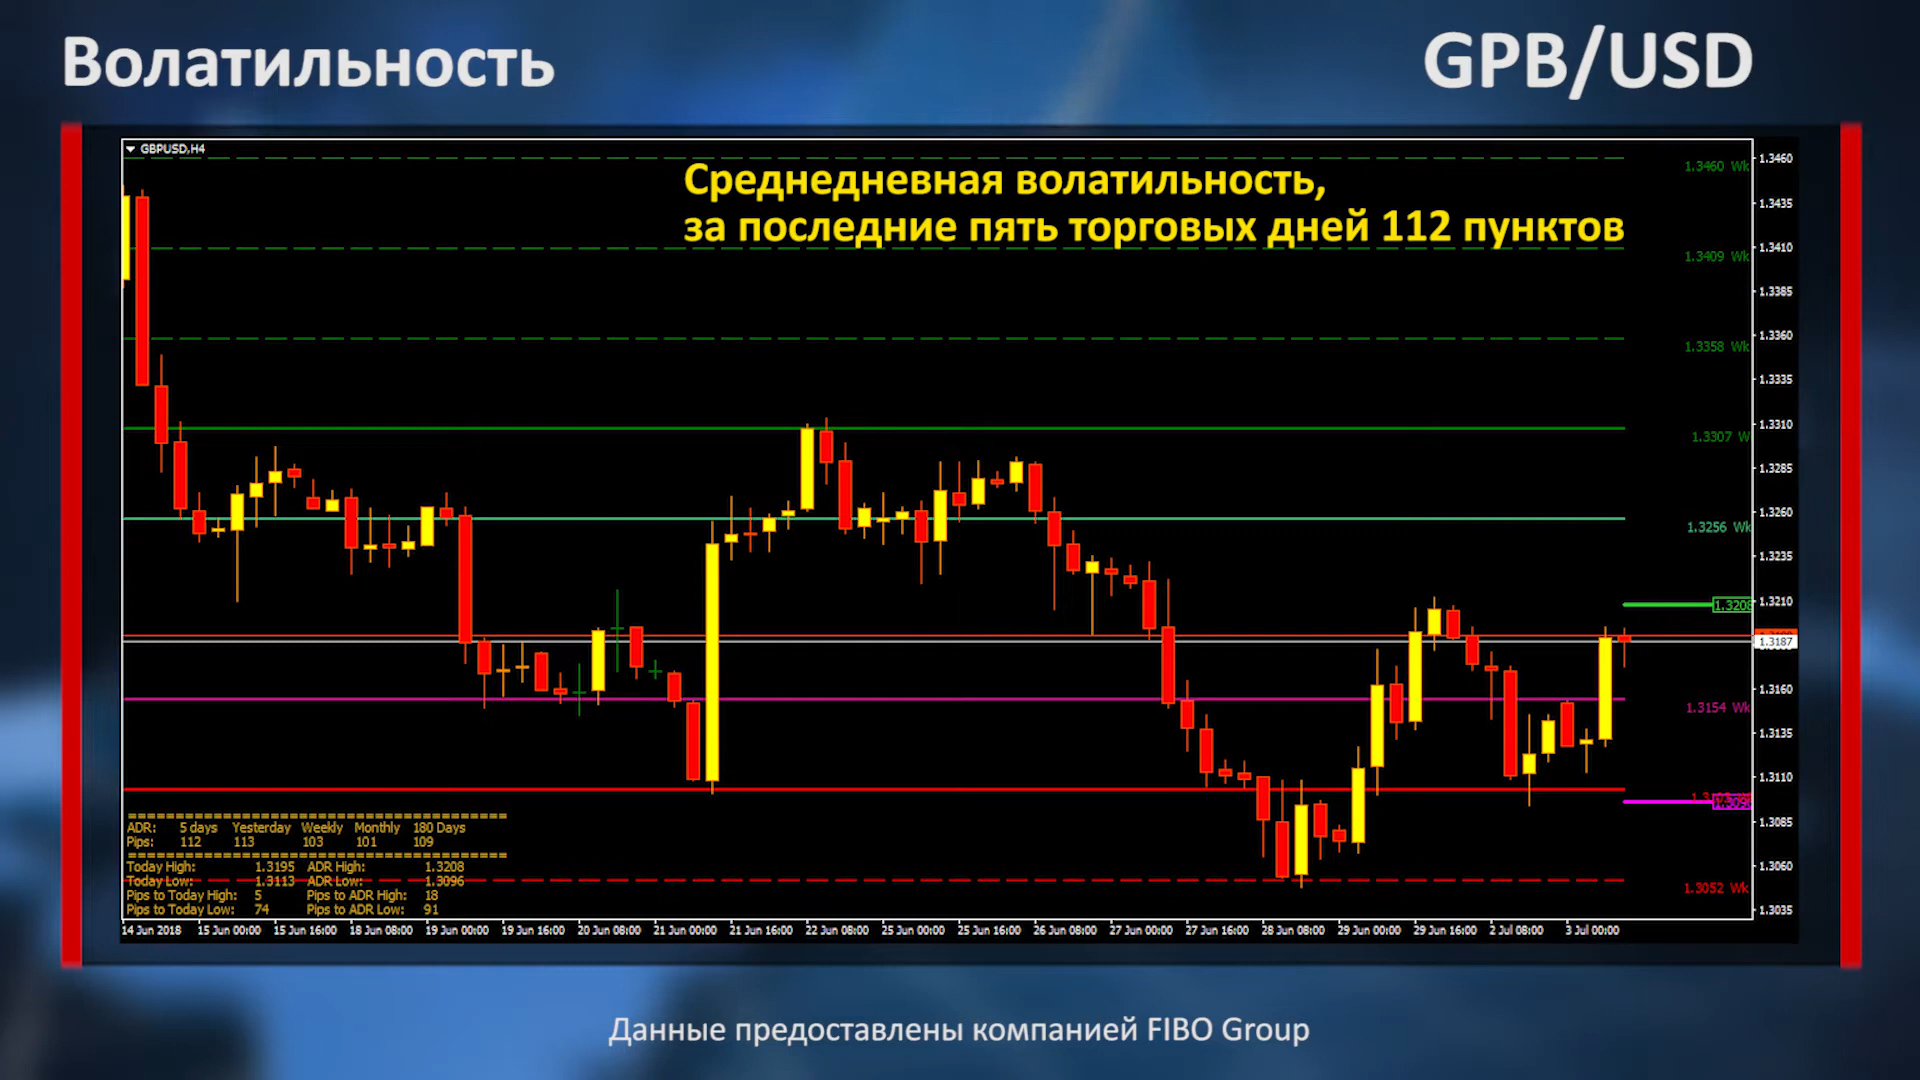 Волатильность
GPB/USD
GBPUSD,H4
Среднедневная волатильность,
за последние пять торговых дней 112 пунктов
1.3460 Wk
1.3409 Wk
1.3358 Wk
1.3307 W
1.3256 Wk
1.3208
1.3154 Wk
1.3052 Wk
1.3460
1.3435
1.3410
1.3385
1.3360
1.3335
1.3310
1.3285
1.3260
1.3235
1.3210
1.3187
1.3160
1.3135
1.3110
1.3085
1.3060
1.3035
ADR: 5 days Yesterday Weekly Monthly 180 Days
Pips: 112 113 103 101 109
Today High: 1.3195 ADR High: 1.3208
Today Low: 1.3113 ADR Low: 1.3096
Pips to Today High: 5 Pips to ADR High: 18
Pips to Today Low: 74 Pips to ADR Low: 91
14 Jun 2018 15 Jun 00:00 15 Jun 16:00 18 Jun 08:00 19 Jun 00:00 19 Jun 16:00 20 Jun 08:00 21 Jun 00:00 21 Jun 16:00 22 Jun 08:00 25 Jun 00:00 25 Jun 16:00 26 Jun 08:00 27 Jun 00:00 27 Jun 16:00 28 Jun 08:00 29 Jun 00:00 29 Jun 16:00 2 Jul 08:00 3 Jul 00:00
Данные предоставлены компанией FIBO Group